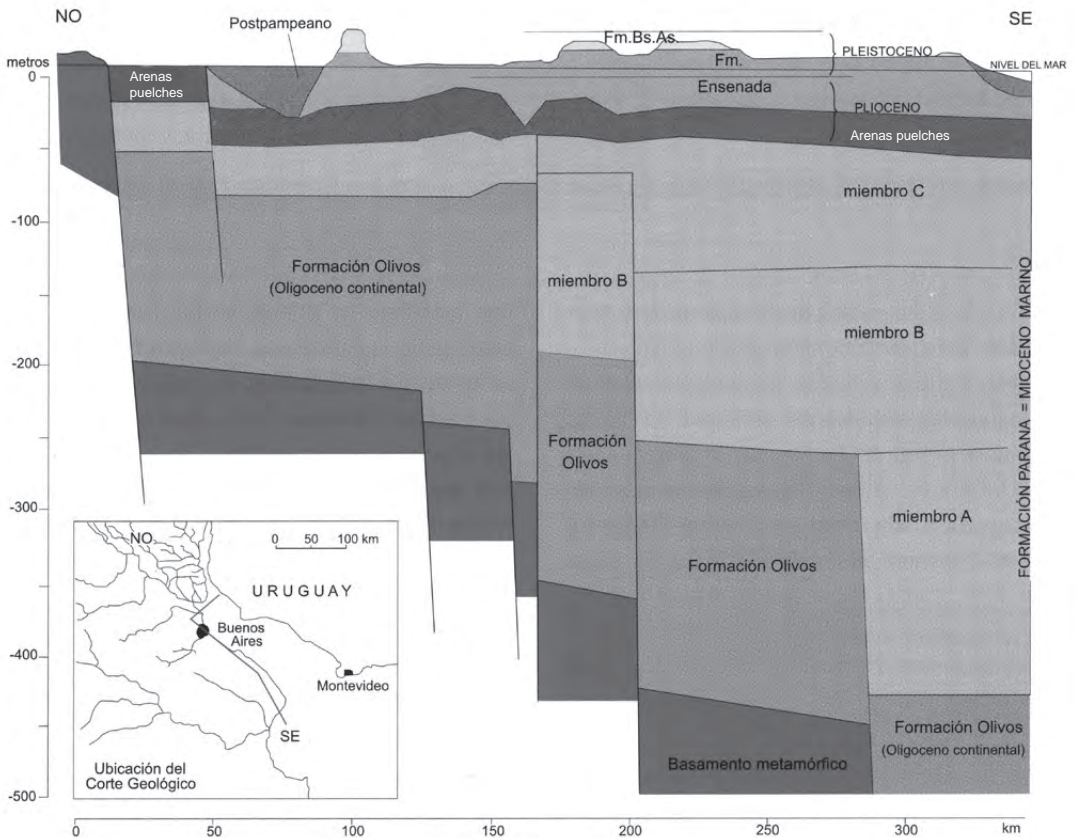 NO
SE
Postpampeano
Fm.Bs.As.
PLEISTOCENO
metros
NIVEL DEL MAR
Fm.
Ensenada
0
Arenas
puelches
PLIOCENO
Arenas puelches
miembro C
-100
Formación Olivos
(Oligoceno continental)
miembro B
miembro B
-200
FORMACIÓN PARANA = MIOCENO MARINO
Formación
Olivos
-300
miembro A
Formación Olivos
-400
Formación Olivos
(Oligoceno continental)
Basamento metamórfico
-500
NO
0 50 100 km
URUGUAY
Buenos
Aires
Montevideo
SE
Ubicación del
Corte Geológico
0 50 100 150 200 250 300 km